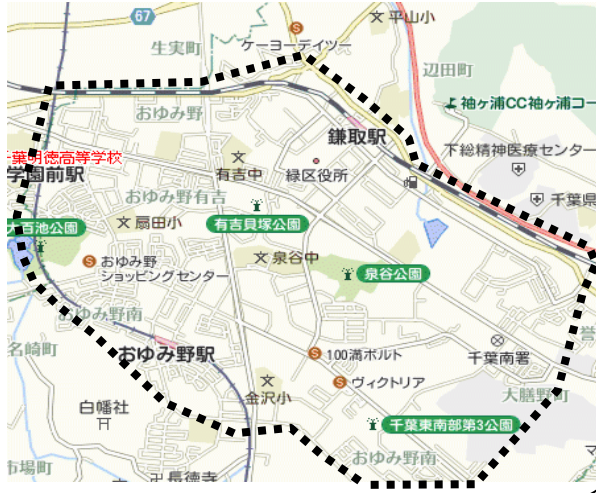 67
平山小
生実町
ケーヨーデイツー
辺田町
袖ヶ浦CC袖ヶ浦コー
おゆみ野
鎌取駅
千葉明徳高等学校
下総精神医療センター
学園前駅
有吉中
緑区役所
千葉県
おゆみ野有吉
扇田小
有吉貝塚公園
大百池公園
おゆみ野
ショッピングセンター
泉谷中
泉谷公園
おゆみ野南
誉
名崎町
おゆみ野駅
100満ボルト
千葉南署
ヴィクトリア
大膳野町
金沢小
白幡社
千葉東南部第3公園
おゆみ野南
市場町
長徳寺